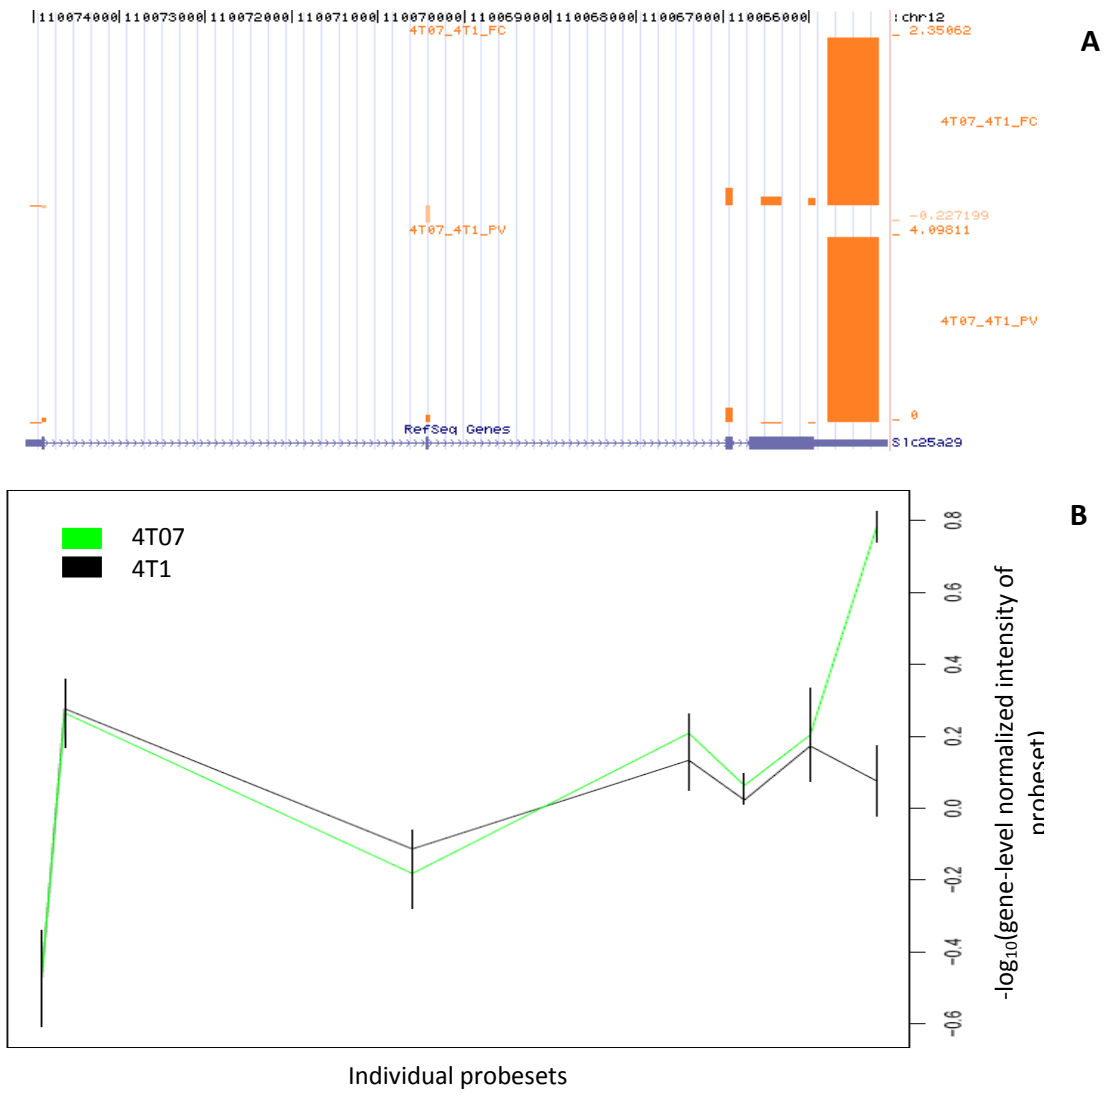 |110074000|110073000|110072000|110071000|110070000|110069000|110068000|110067000|110066000| :chr12
4T07_4T1_FC
2.35062
A
4T07_4T1_FC
-0.227199
4T07_4T1_PV
4.09811
4T07_4T1_PV
0
RefSeq Genes
Slc25a29
B
4T07
4T1
0.8
0.6
0.4
0.2
0.0
-0.2
-0.4
-0.6
-log10(gene-level normalized intensity of
probeset)
Individual probesets